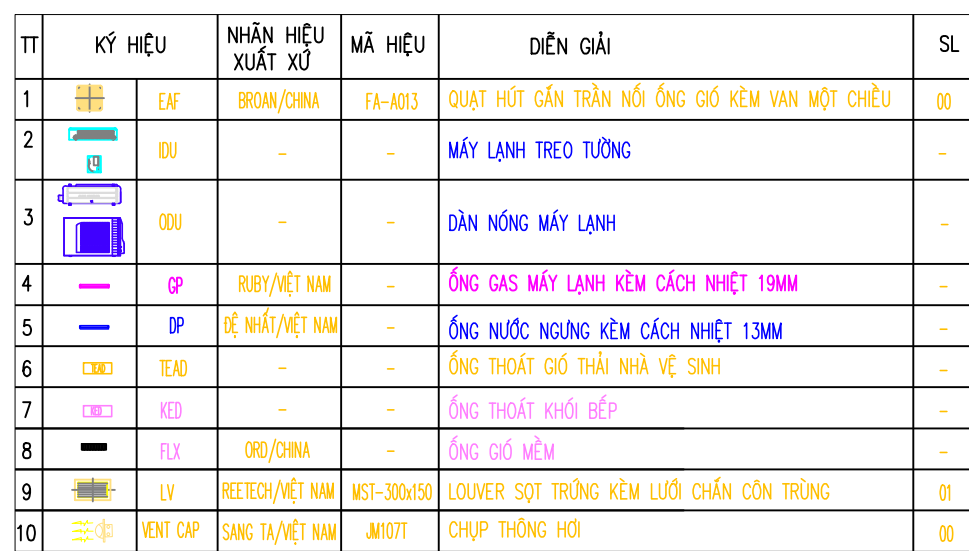 TT KÝ HIỆU NHÃN HIỆU XUẤT XỨ MÃ HIỆU DIỄN GIẢI SL
1 EAF BROAN/CHINA FA-A013 QUẠT HÚT GẮN TRẦN NỐI ỐNG GIÓ KÈM VAN MỘT CHIỀU 00
2 IDU - - MÁY LẠNH TREO TƯỜNG -
3 ODU - - DÀN NÓNG MÁY LẠNH -
4 GP RUBY/VIỆT NAM - ỐNG GAS MÁY LẠNH KÈM CÁCH NHIỆT 19MM -
5 DP ĐỆ NHẤT/VIỆT NAM - ỐNG NƯỚC NGƯNG KÈM CÁCH NHIỆT 13MM -
6 TEAD TEAD - - ỐNG THOÁT GIÓ THẢI NHÀ VỆ SINH -
7 KED KED - - ỐNG THOÁT KHÓI BẾP -
8 FLX ORD/CHINA - ỐNG GIÓ MỀM -
9 LV REETECH/VIỆT NAM MST-300x150 LOUVER SỌT TRỨNG KÈM LƯỚI CHẮN CÔN TRÙNG 01
10 VENT CAP SANG TA/VIỆT NAM JM107T CHỤP THÔNG HƠI 00